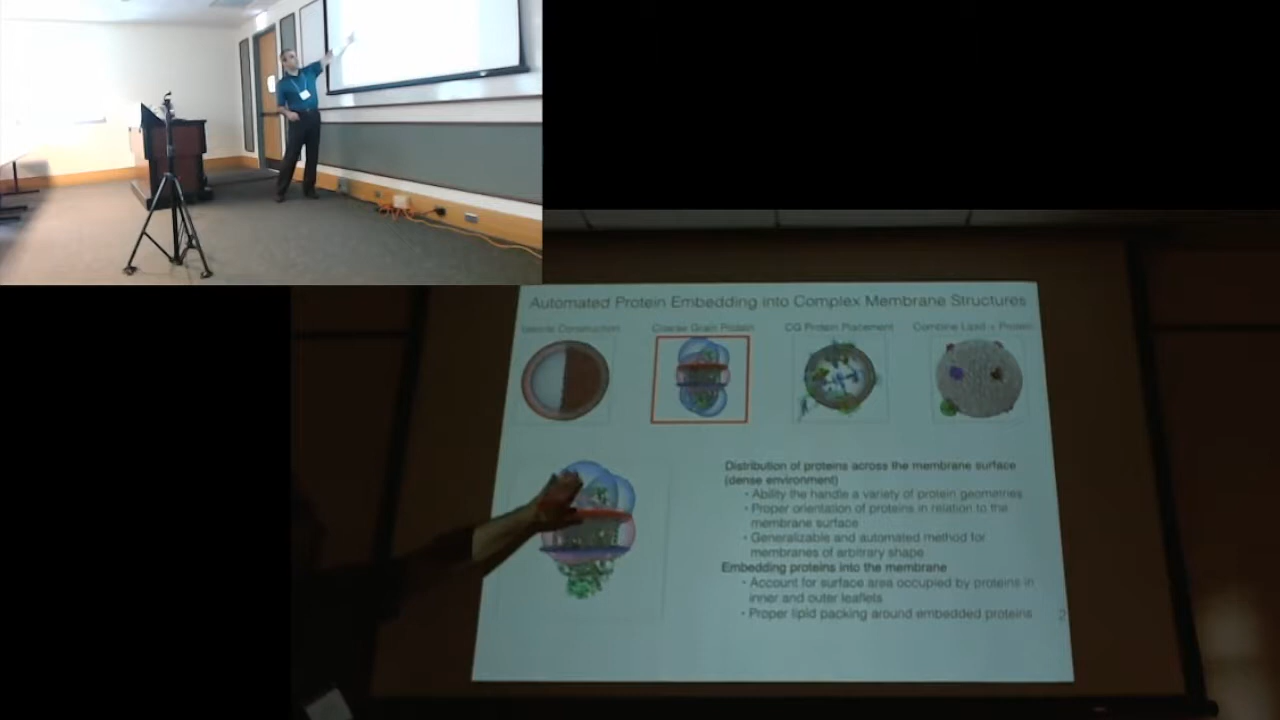 Automated Protein Embedding into Complex Membrane Structures
Vesicle Construction
Coarse Grain Protein
CG Protein Placement
Combine Lipid + Protein
Distribution of proteins across the membrane surface
(dense environment)
• Ability the handle a variety of protein geometries
• Proper orientation of proteins in relation to the
membrane surface
• Generalizable and automated method for
membranes of arbitrary shape
Embedding proteins into the membrane
• Account for surface area occupied by proteins in
inner and outer leaflets
• Proper lipid packing around embedded proteins
2